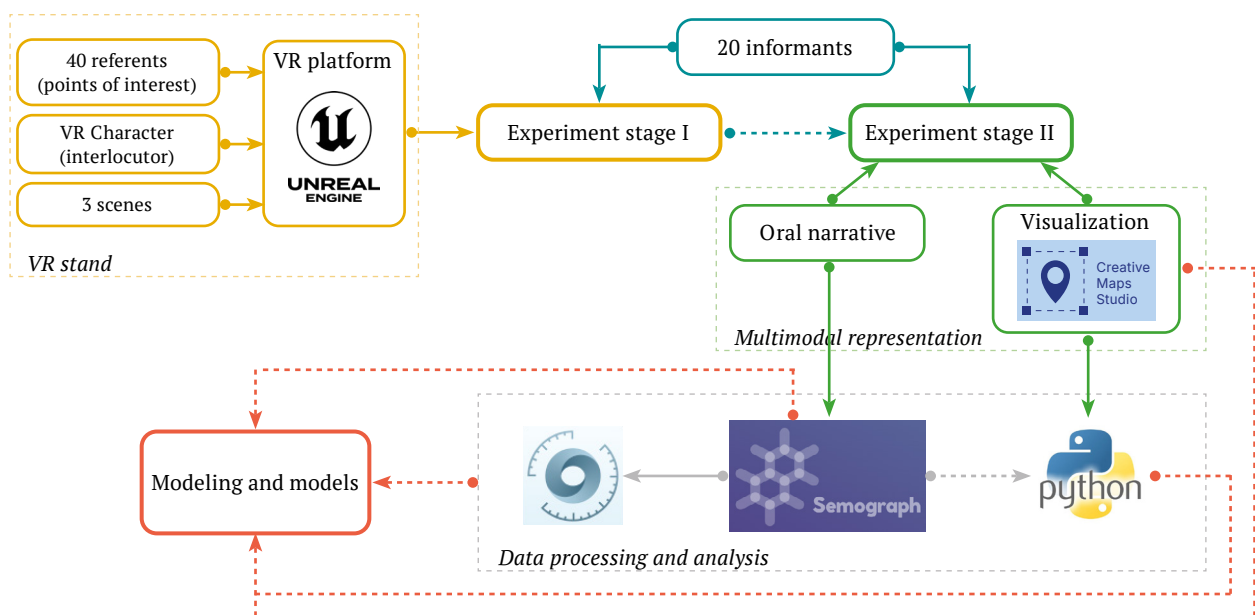 40 referents
(points of interest)
VR Character
(interlocutor)
3 scenes
VR platform
UNREAL
ENGINE
VR stand
20 informants
Experiment stage I
Experiment stage II
Oral narrative
Visualization
Creative
Maps
Studio
Multimodal representation
Modeling and models
Semograph
python
Data processing and analysis